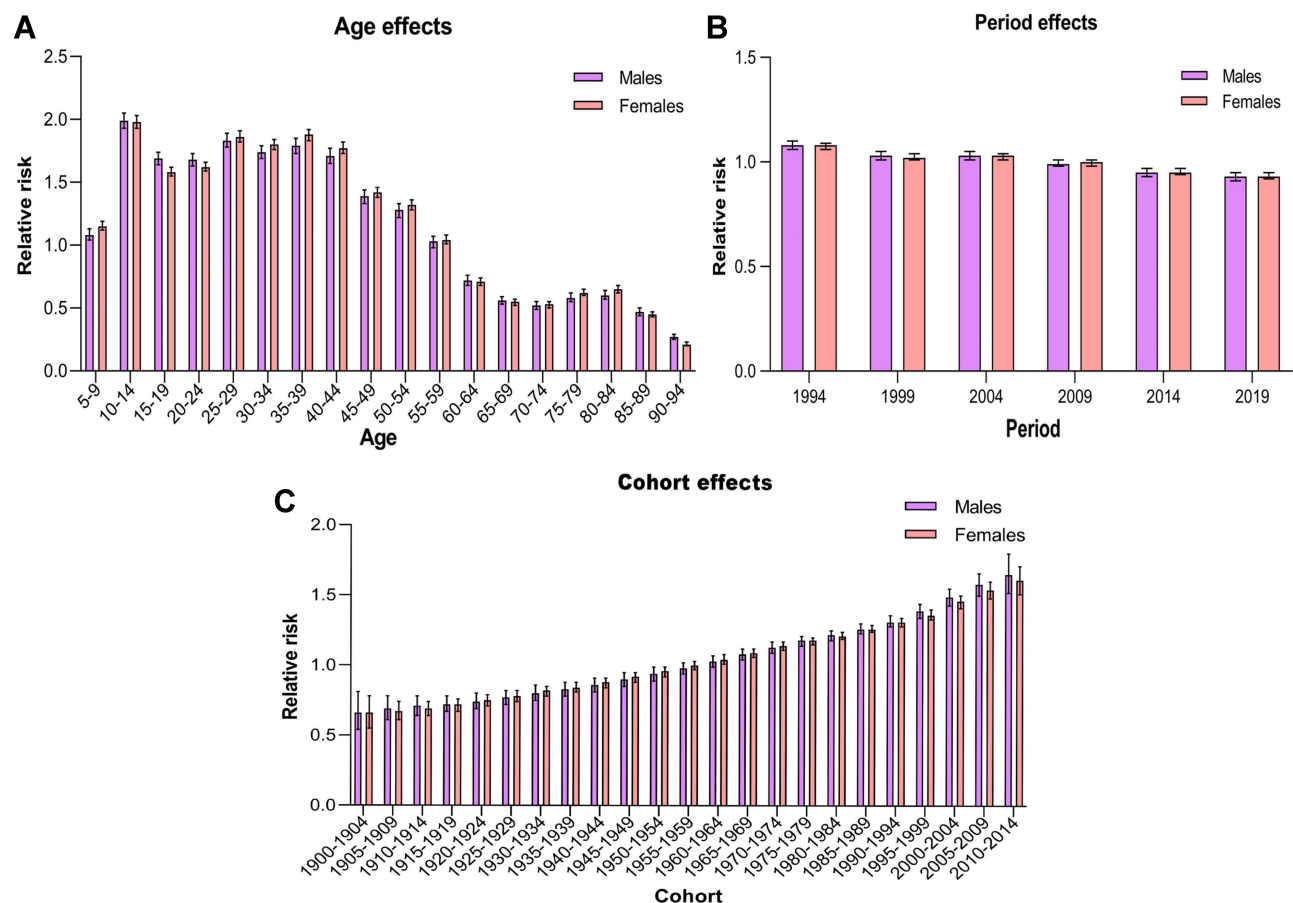 A
Age effects
Males
Females
Relative risk
2.5
2.0
1.5
1.0
0.5
0.0
5-9
10-14
15-19
20-24
25-29
30-34
35-39
40-44
45-49
50-54
55-59
60-64
65-69
70-74
75-79
80-84
85-89
90-94
Age
B
Period effects
Males
Females
Relative risk
1.5
1.0
0.5
0.0
1994 1999 2004 2009 2014 2019
Period
C
Cohort effects
Males
Females
Relative risk
2.0
1.5
1.0
0.5
0.0
1900-1904
1905-1909
1910-1914
1915-1919
1920-1924
1925-1929
1930-1934
1935-1939
1940-1944
1945-1949
1950-1954
1955-1959
1960-1964
1965-1969
1970-1974
1975-1979
1980-1984
1985-1989
1990-1994
1995-1999
2000-2004
2005-2009
2010-2014
Cohort